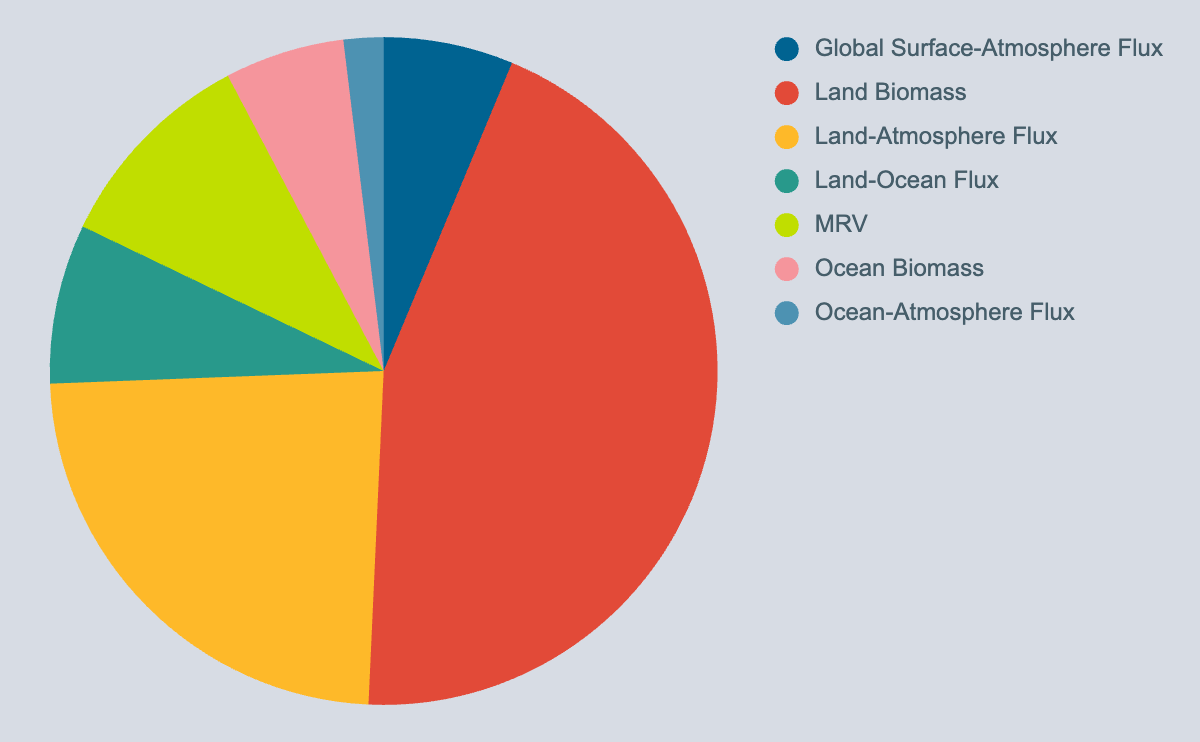 Global Surface-Atmosphere Flux
Land Biomass
Land-Atmosphere Flux
Land-Ocean Flux
MRV
Ocean Biomass
Ocean-Atmosphere Flux